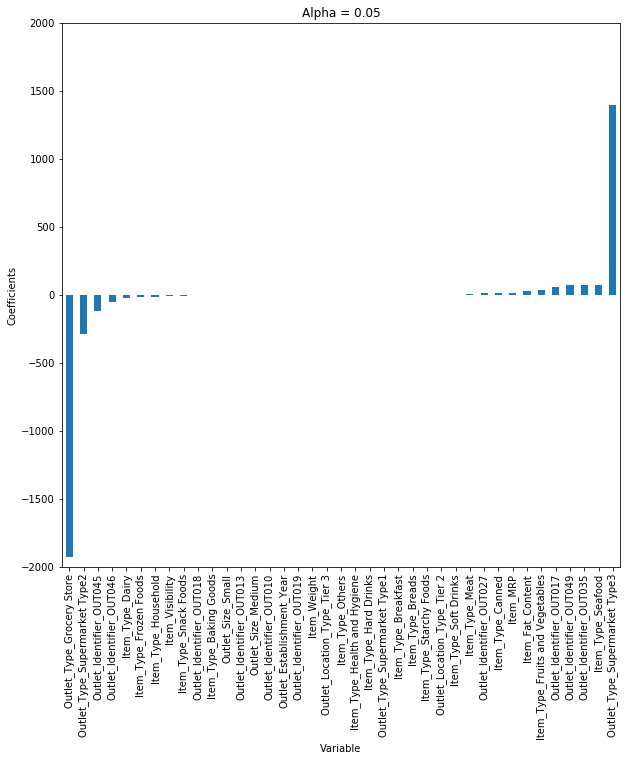 Alpha = 0.05
2000
1500
1000
500
0
−500
−1000
−1500
−2000
Coefficients
Outlet_Type_Grocery Store
Outlet_Type_Supermarket Type2
Outlet_Identifier_OUT045
Outlet_Identifier_OUT046
Item_Type_Dairy
Item_Type_Frozen Foods
Item_Type_Household
Item_Visibility
Item_Type_Snack Foods
Outlet_Identifier_OUT018
Item_Type_Baking Goods
Outlet_Size_Small
Outlet_Identifier_OUT013
Outlet_Size_Medium
Outlet_Identifier_OUT010
Outlet_Establishment_Year
Outlet_Identifier_OUT019
Item_Weight
Outlet_Location_Type_Tier 3
Item_Type_Others
Item_Type_Health and Hygiene
Item_Type_Hard Drinks
Outlet_Type_Supermarket Type1
Item_Type_Breakfast
Item_Type_Breads
Item_Type_Starchy Foods
Outlet_Location_Type_Tier 2
Item_Type_Soft Drinks
Item_Type_Meat
Outlet_Identifier_OUT027
Item_Type_Canned
Item_MRP
Item_Fat_Content
Item_Type_Fruits and Vegetables
Outlet_Identifier_OUT017
Outlet_Identifier_OUT049
Outlet_Identifier_OUT035
Item_Type_Seafood
Outlet_Type_Supermarket Type3
Variable